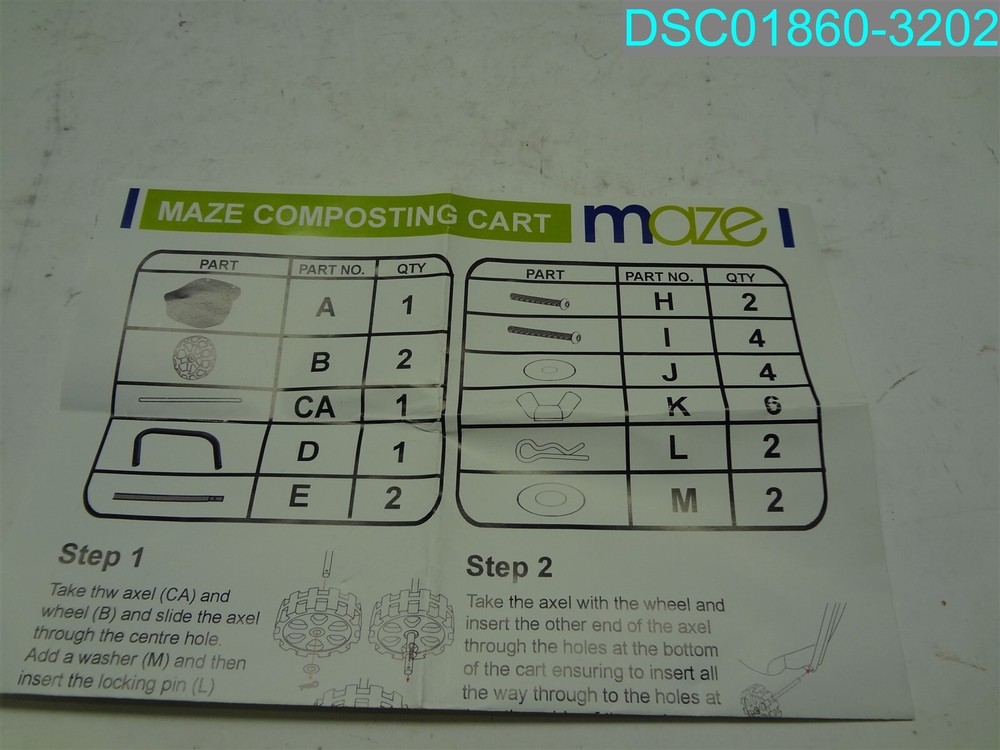 DSC01860-3202
MAZE COMPOSTING CART maze
PART PART NO. QTY
A 1
B 2
CA 1
D 1
E 2
PART PART NO. QTY
H 2
I 4
J 4
K 6
L 2
M 2
Step 1
Take thw axel (CA) and
wheel (B) and slide the axel
through the centre hole.
Add a washer (M) and then
insert the locking pin (L)
Step 2
Take the axel with the wheel and
insert the other end of the axel
through the holes at the bottom
of the cart ensuring to insert all
the way through to the holes at